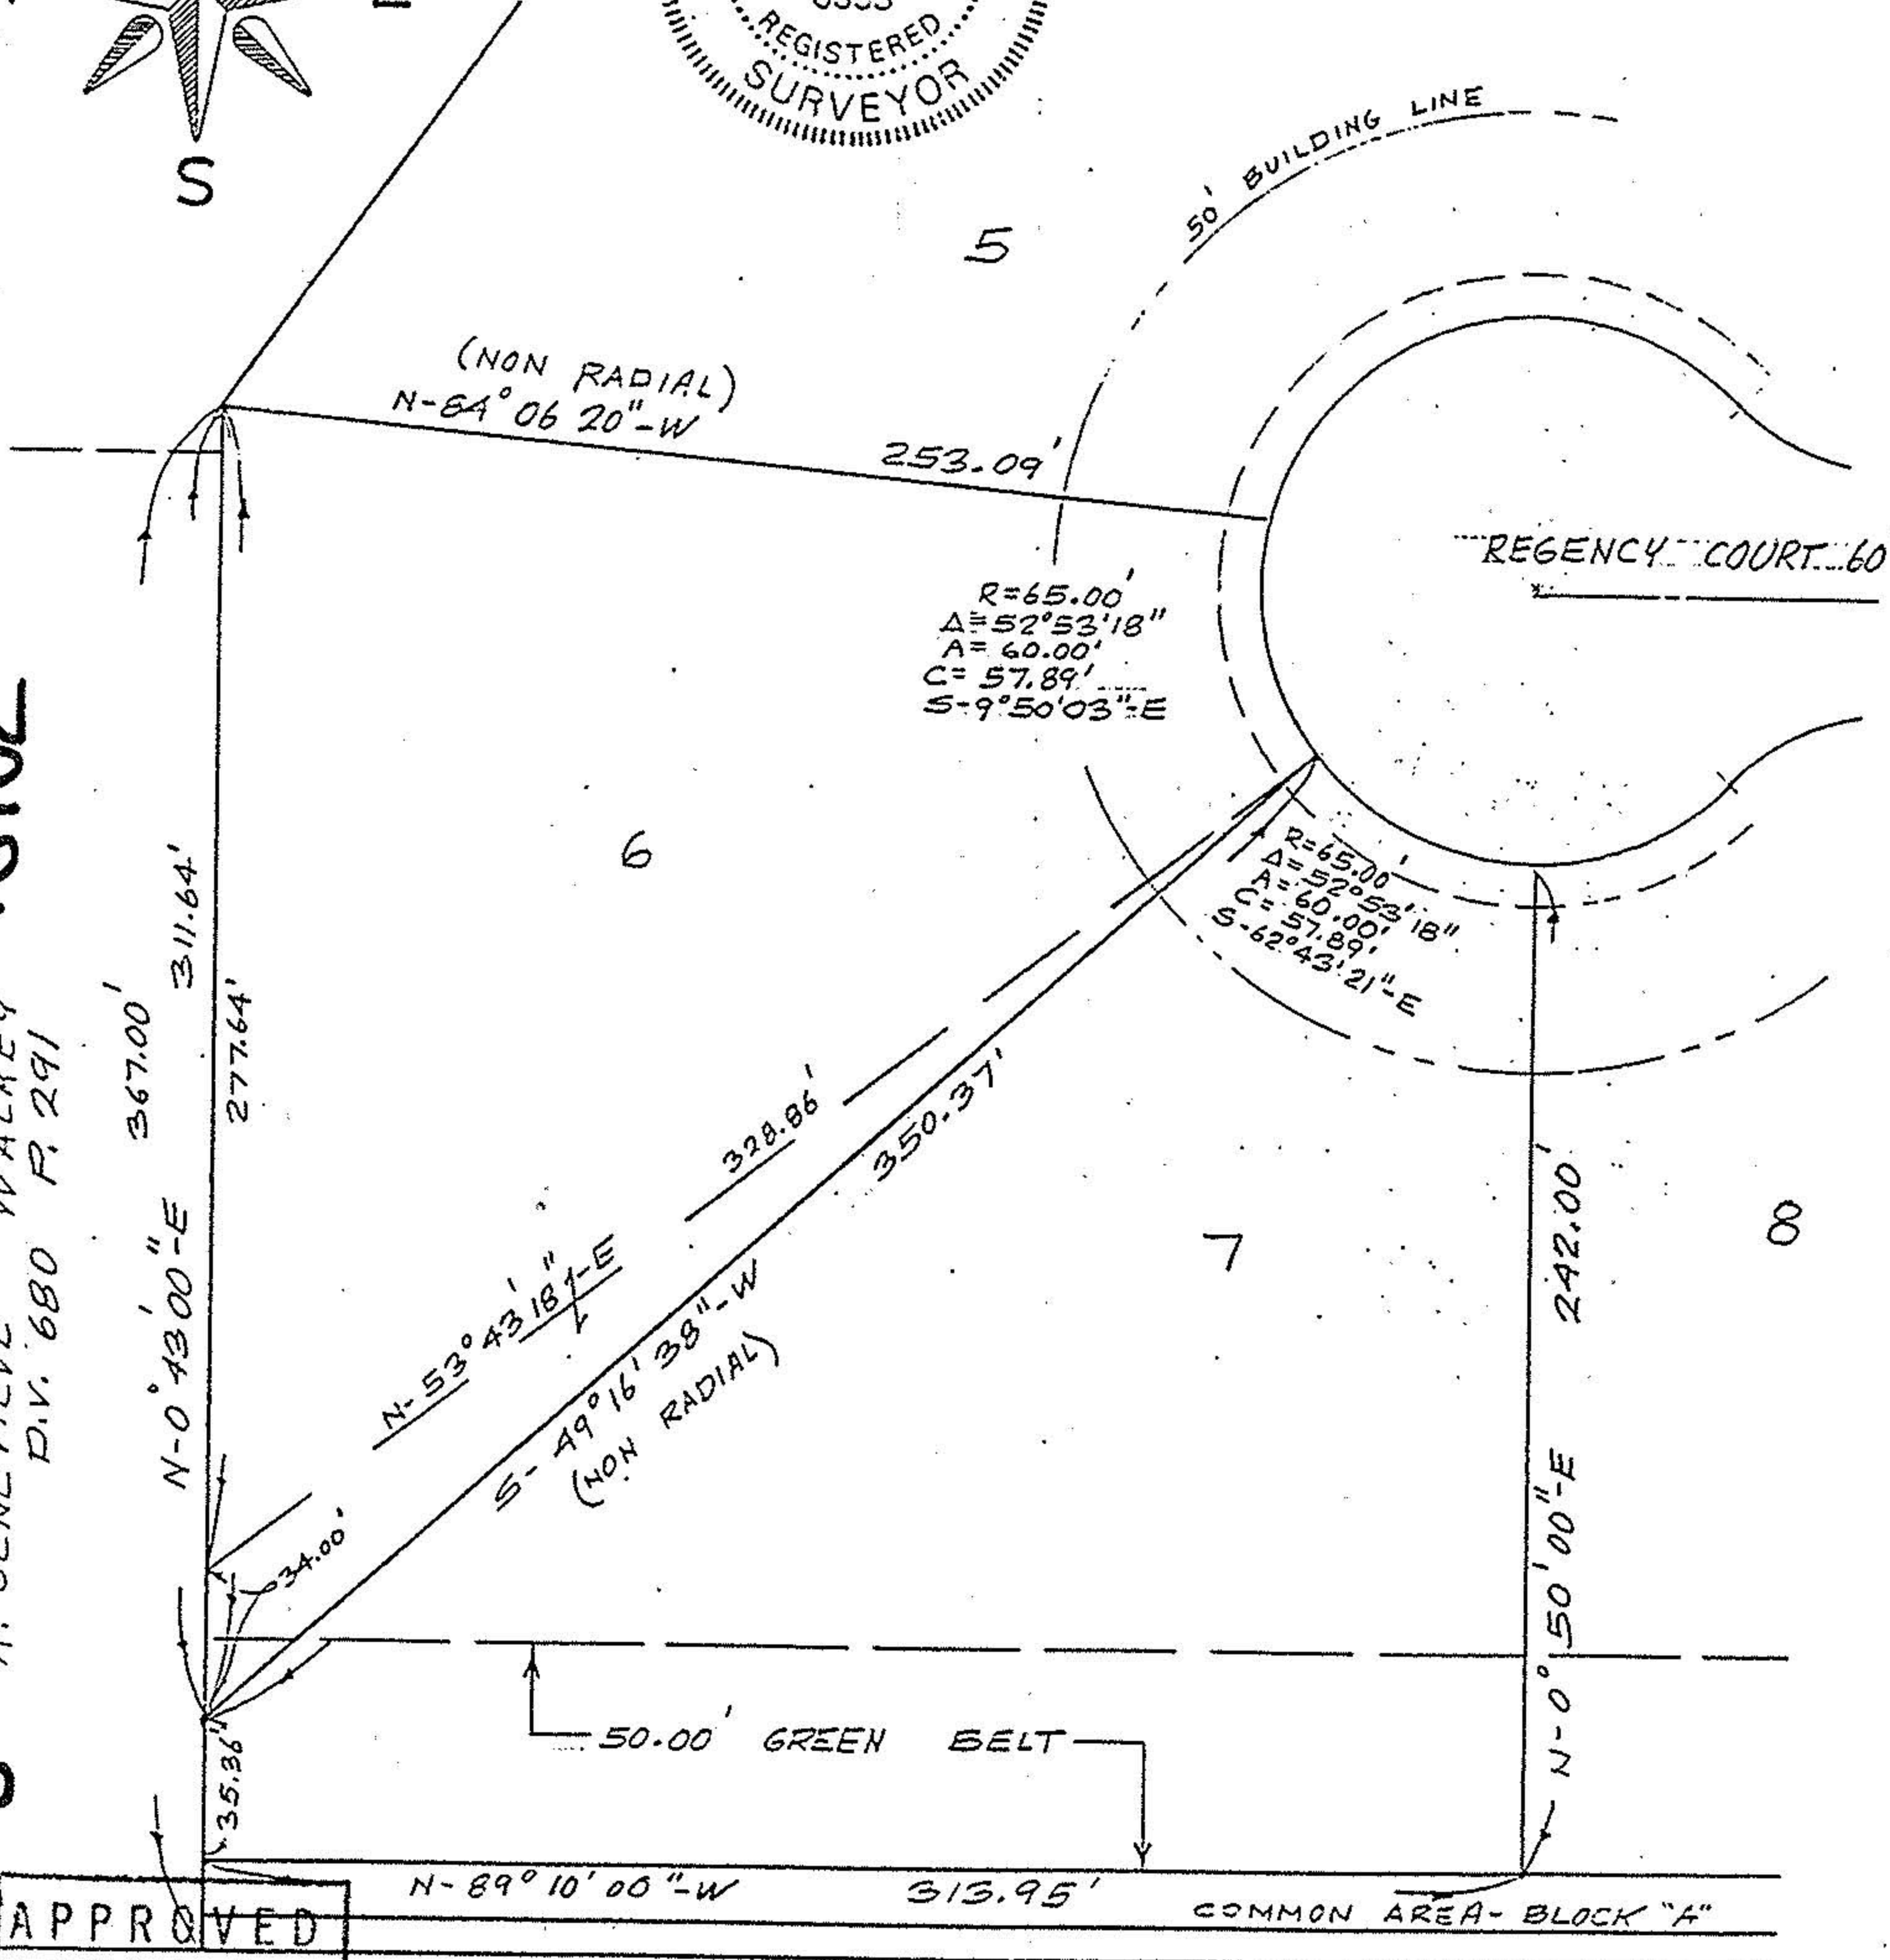 REGISTERED
SURVEYOR
S
50' BUILDING LINE
5
(NON RADIAL)
N-84° 06 20"-W
253.09'
REGENCY COURT 60
R=65.00'
Δ=52°53'18"
A= 60.00'
C= 57.89'
S-9°50'03"-E
R=65.00'
Δ=52°53'18"
A=60.00'
C=57.89'
S-62°43'21"-E
6
311.64'
367.00'
277.64'
N-0°43'00"-E
D.V. 680 P. 291
328.86'
350.37'
N-53°43'18"-E
S-49°16'38"-W
(NON RADIAL)
7
8
242.00'
N-0°50'00"-E
34.00'
35.36"
50.00' GREEN BELT
N-89°10'00"-W
313.95'
COMMON AREA- BLOCK "A"
APPROVED